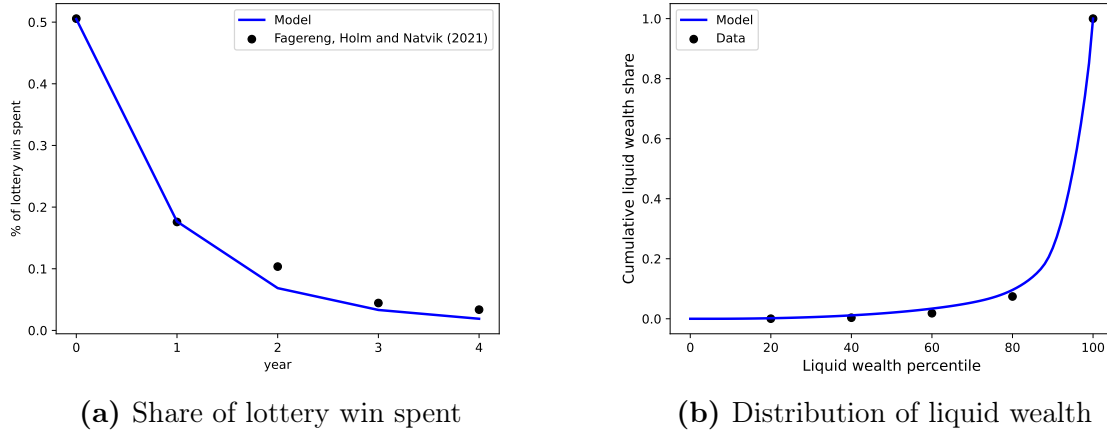 Model
Fagereng, Holm and Natvik (2021)
% of lottery win spent
0.5
0.4
0.3
0.2
0.1
0.0
0 1 2 3 4
year
(a) Share of lottery win spent
Model
Data
Cumulative liquid wealth share
1.0
0.8
0.6
0.4
0.2
0.0
0 20 40 60 80 100
Liquid wealth percentile
(b) Distribution of liquid wealth